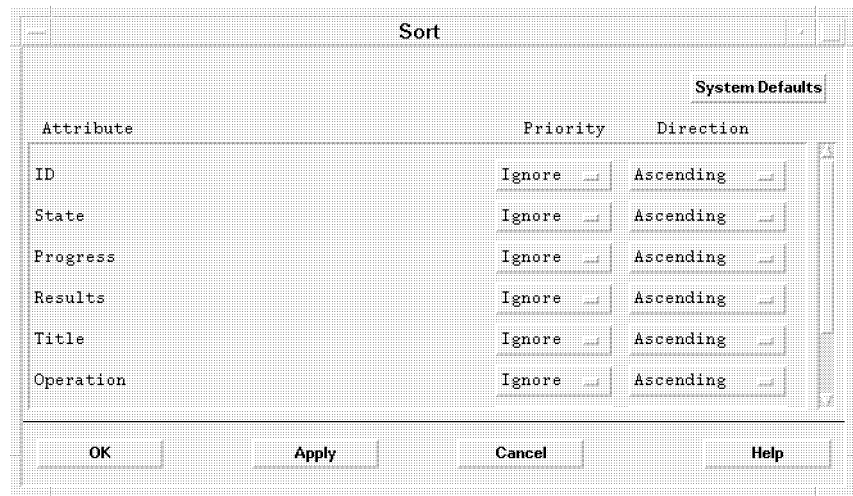 Sort
System Defaults
Attribute Priority Direction
ID Ignore Ascending
State Ignore Ascending
Progress Ignore Ascending
Results Ignore Ascending
Title Ignore Ascending
Operation Ignore Ascending
OK Apply Cancel Help